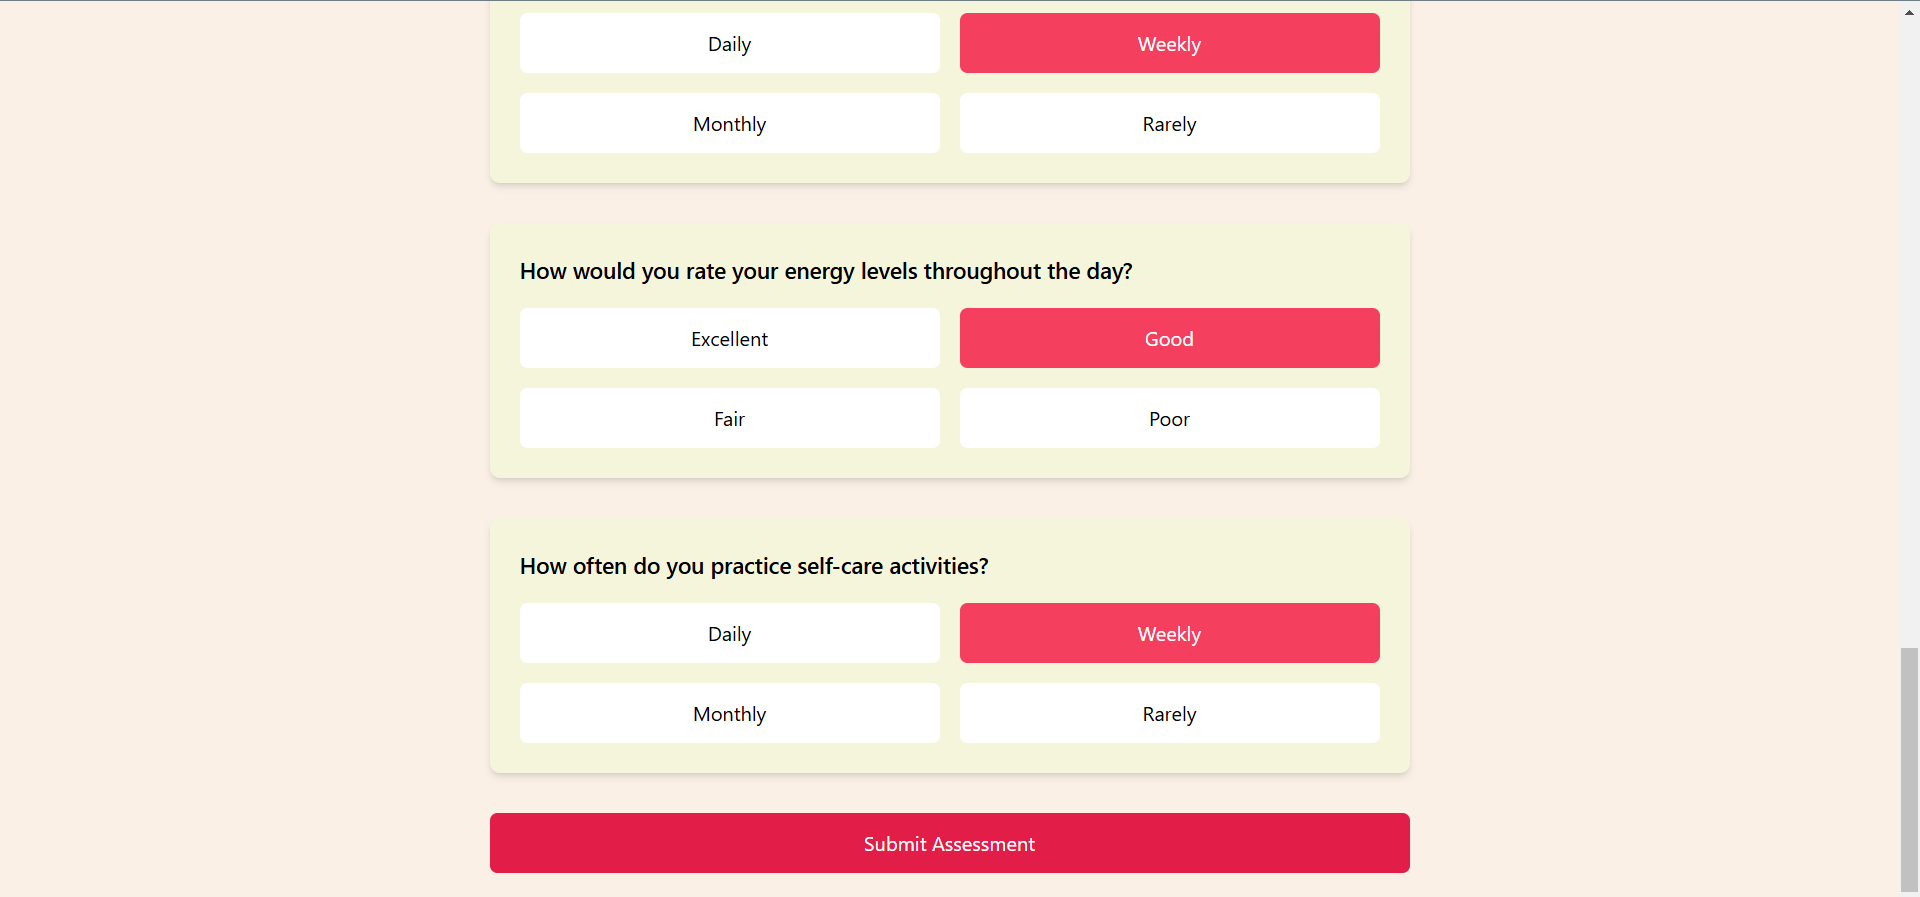 Daily
Weekly
Monthly
Rarely
How would you rate your energy levels throughout the day?
Excellent
Good
Fair
Poor
How often do you practice self-care activities?
Daily
Weekly
Monthly
Rarely
Submit Assessment